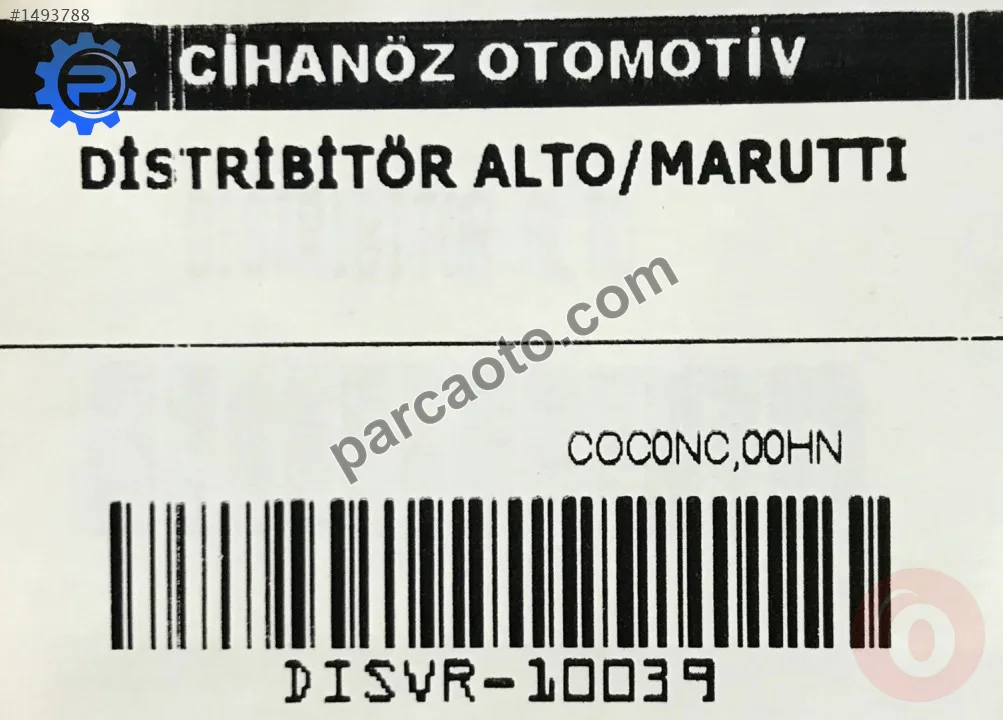 #1493788
CİHANÖZ OTOMOTİV
DİSTRİBİTÖR ALTO/MARUTTI
parcaoto.com
COC0NC,00HN
DISVR-10039